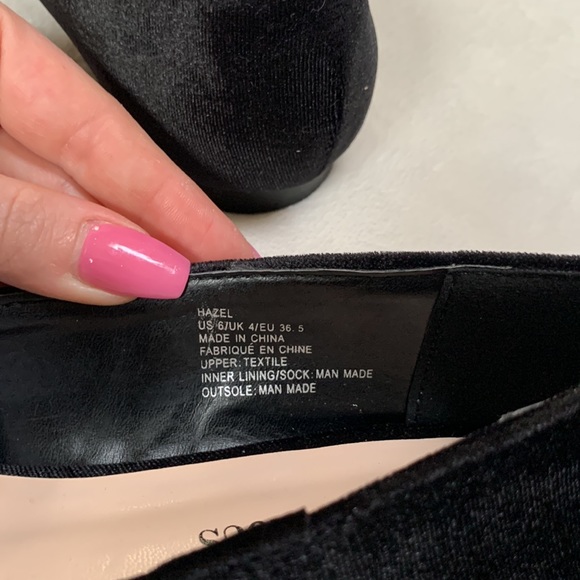 HAZEL
US 6/UK 4/EU 36.5
MADE IN CHINA
FABRIQUÉ EN CHINE
UPPER: TEXTILE
INNER LINING/SOCK: MAN MADE
OUTSOLE: MAN MADE